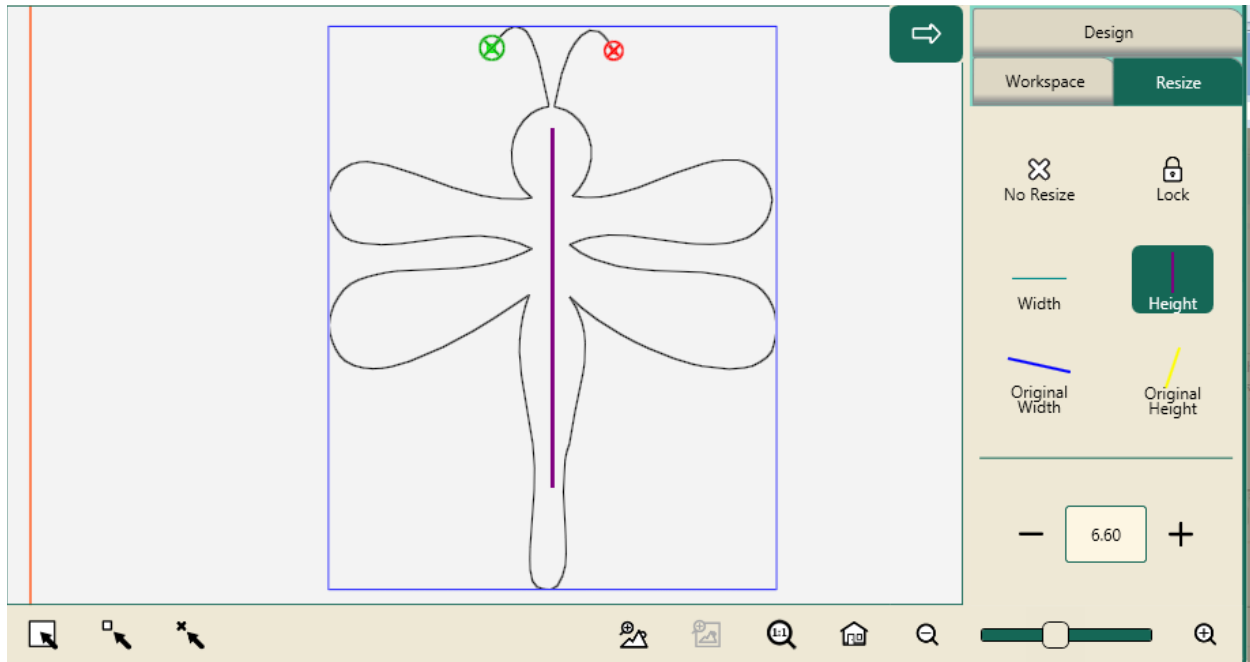 Design
Workspace
Resize
No Resize
Lock
Width
Height
Original
Width
Original
Height
6.60
1:1